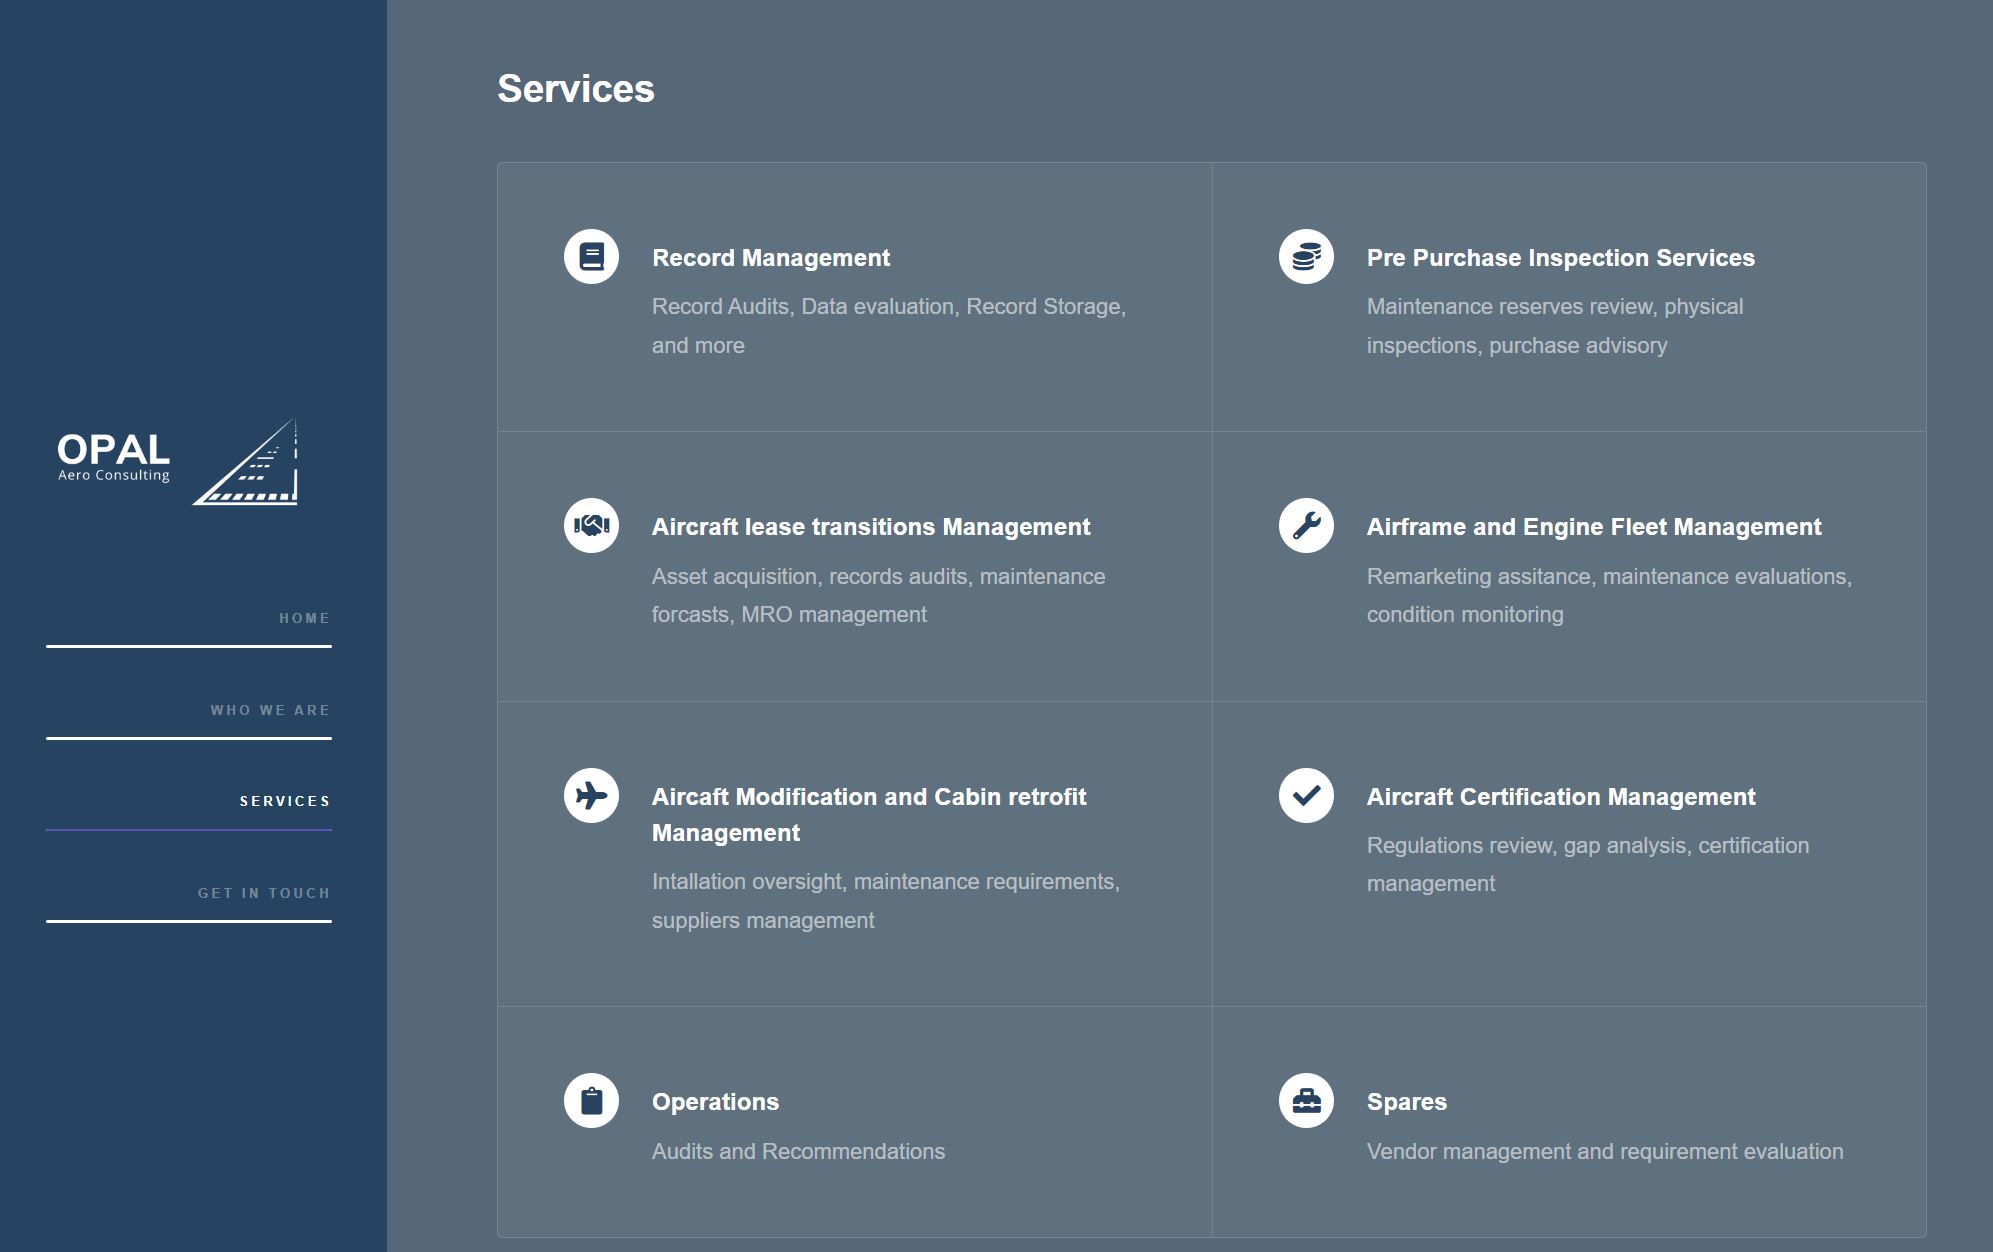 OPAL
Aero Consulting
HOME
WHO WE ARE
SERVICES
GET IN TOUCH
Services
Record Management
Record Audits, Data evaluation, Record Storage,
and more
Pre Purchase Inspection Services
Maintenance reserves review, physical
inspections, purchase advisory
Aircraft lease transitions Management
Asset acquisition, records audits, maintenance
forcasts, MRO management
Airframe and Engine Fleet Management
Remarketing assitance, maintenance evaluations,
condition monitoring
Aircaft Modification and Cabin retrofit
Management
Intallation oversight, maintenance requirements,
suppliers management
Aircraft Certification Management
Regulations review, gap analysis, certification
management
Operations
Audits and Recommendations
Spares
Vendor management and requirement evaluation